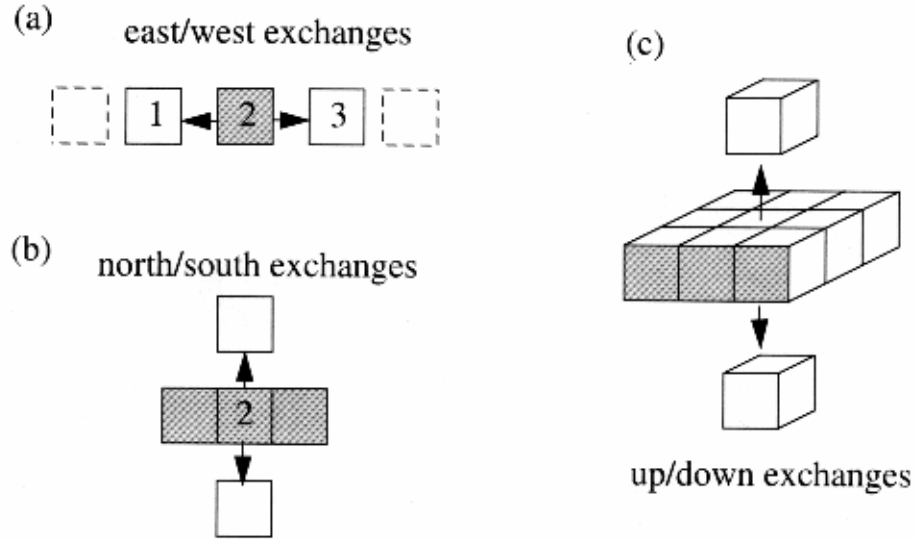 (a)
east/west exchanges
1 2 3
(b)
north/south exchanges
2
(c)
up/down exchanges